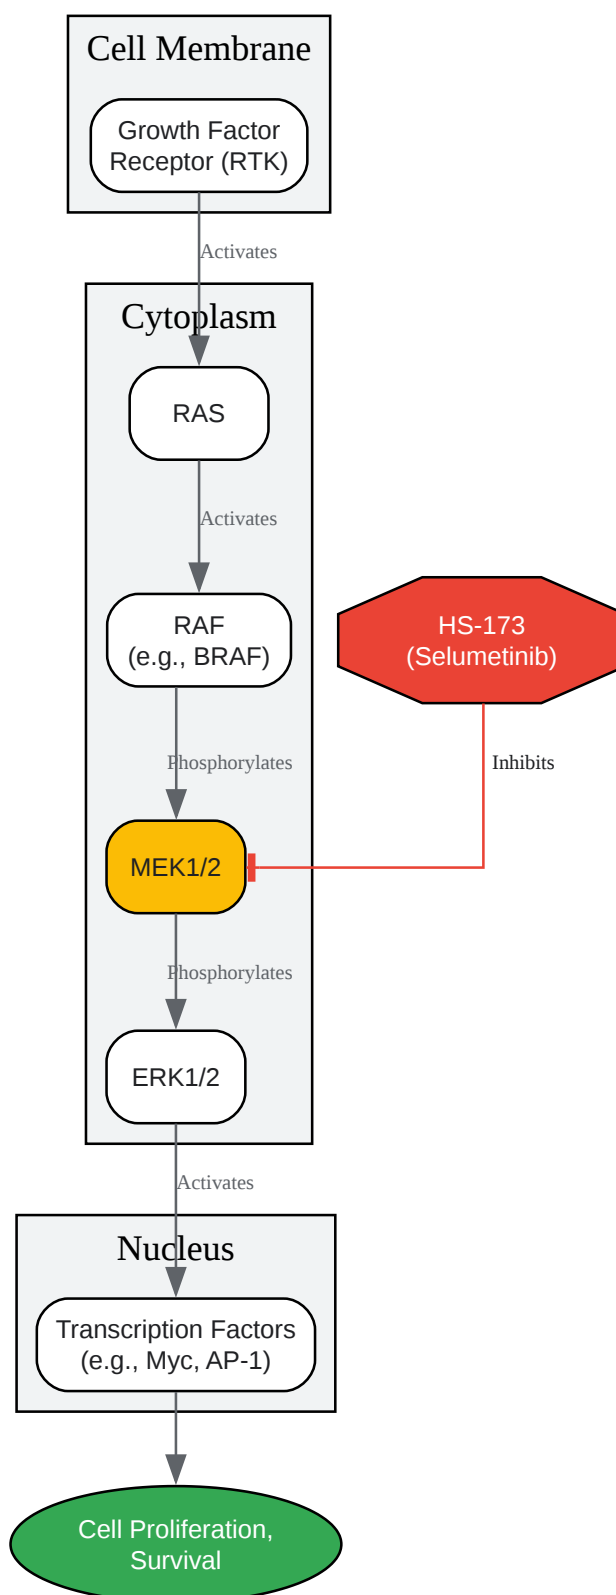 Cell Membrane
Growth Factor
Receptor (RTK)
Activates
Cytoplasm
RAS
Activates
RAF
(e.g., BRAF)
HS-173
(Selumetinib)
Phosphorylates
Inhibits
MEK1/2
Phosphorylates
ERK1/2
Activates
Nucleus
Transcription Factors
(e.g., Myc, AP-1)
Cell Proliferation,
Survival